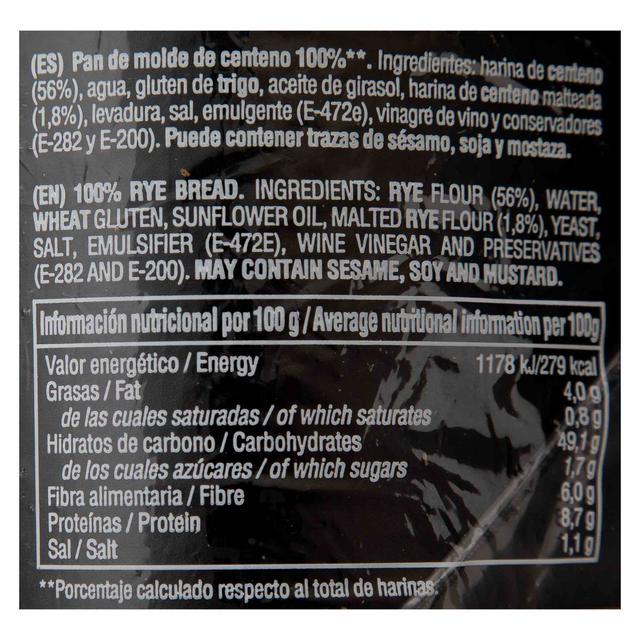 (ES) Pan de molde de centeno 100%**. Ingredientes: harina de centeno
(56%), agua, gluten de trigo, aceite de girasol, harina de centeno malteada
(1,8%), levadura, sal, emulgente (E-472e), vinagre de vino y conservadores
(E-282 y E-200). Puede contener trazas de sésamo, soja y mostaza.
(EN) 100% RYE BREAD. INGREDIENTS: RYE FLOUR (56%), WATER,
WHEAT GLUTEN, SUNFLOWER OIL, MALTED RYE FLOUR (1,8%), YEAST,
SALT, EMULSIFIER (E-472E), WINE VINEGAR AND PRESERVATIVES
(E-282 AND E-200). MAY CONTAIN SESAME, SOY AND MUSTARD.
Información nutricional por 100 g / Average nutritional information per 100g
Valor energético / Energy 1178 kJ/279 kcal
Grasas / Fat 4,0 g
de las cuales saturadas / of which saturates 0,8 g
Hidratos de carbono / Carbohydrates 49,1 g
de los cuales azúcares / of which sugars 1,7 g
Fibra alimentaria / Fibre 6,0 g
Proteínas / Protein 8,7 g
Sal / Salt 1,1 g
**Porcentaje calculado respecto al total de harinas.